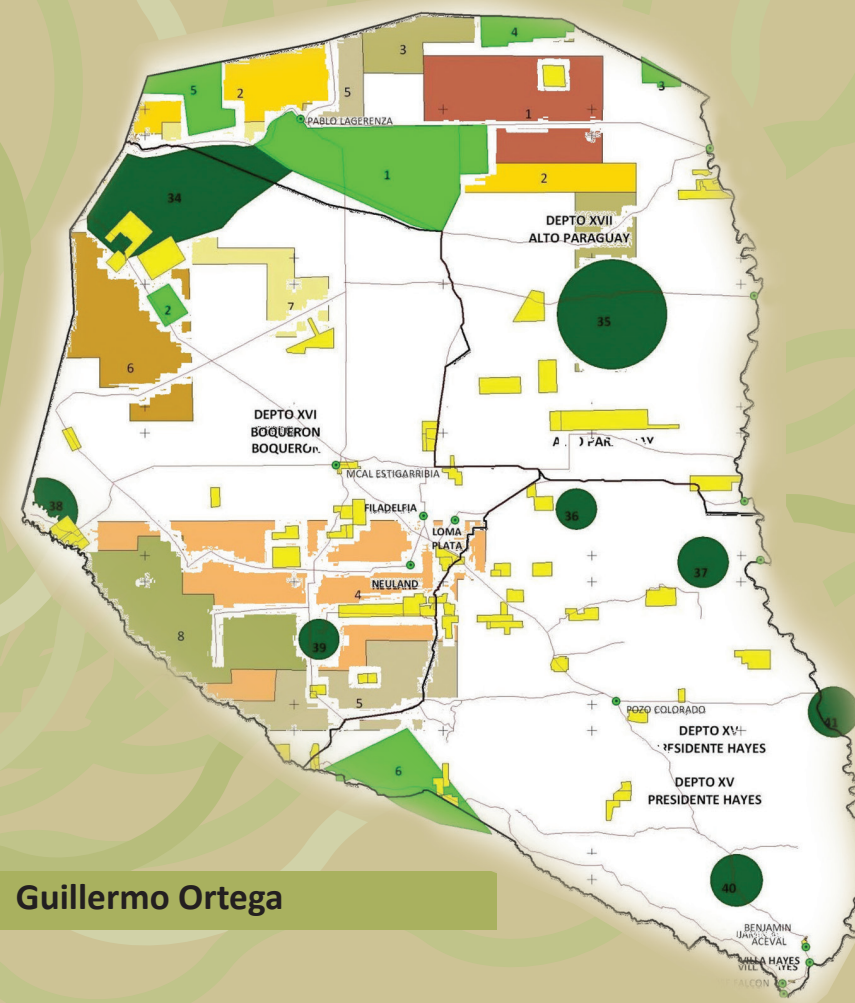 4
3
5
2
5
3
1
PABLO LAGERENZA
1
2
34
DEPTO XVII
ALTO PARAGUAY
2
7
35
6
DEPTO XVI
BOQUERON
BOQUERON
MCAL ESTIGARRIBIA
38
FILADELFIA
36
LOMA
PLATA
37
NEULAND
4
8
39
5
POZO COLORADO
41
DEPTO XV
PRESIDENTE HAYES
6
DEPTO XV
PRESIDENTE HAYES
40
Guillermo Ortega
BENJAMIN
ACEVAL
VILLA HAYES